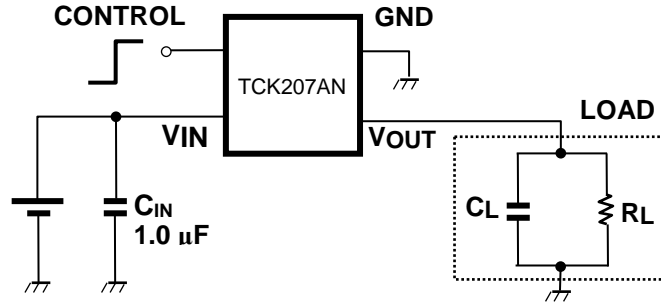 CONTROL
GND
TCK207AN
VIN
VOUT
LOAD
CIN
1.0 μF
CL
RL